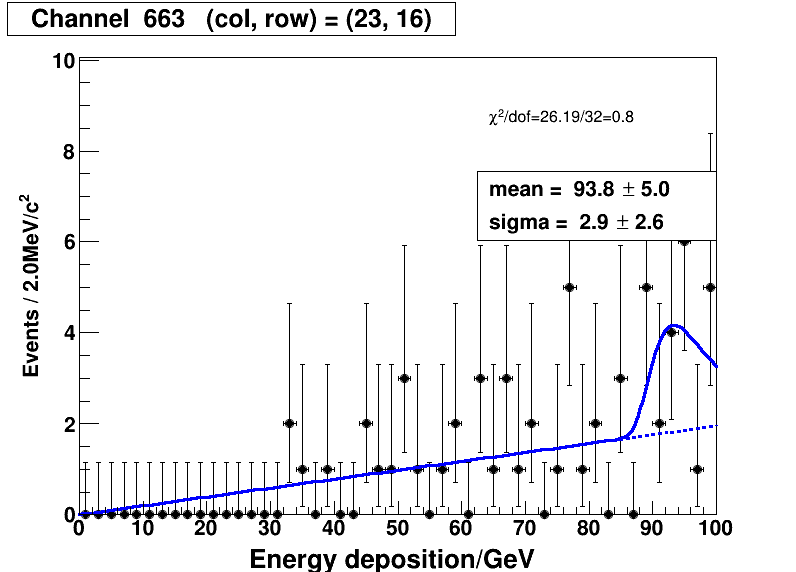 Channel  663   (col, row) = (23, 16)
10
χ²/dof=26.19/32=0.8
8
mean =  93.8 ± 5.0
sigma =  2.9 ± 2.6
6
Events / 2.0MeV/c²
4
2
0
0 10 20 30 40 50 60 70 80 90 100
Energy deposition/GeV